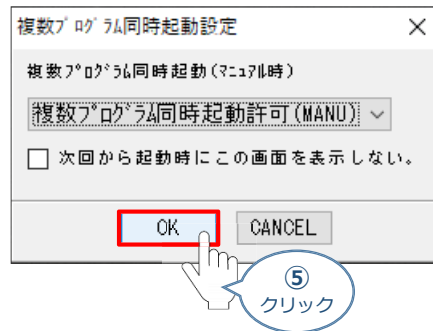 複数ﾌﾟﾛｸﾞﾗﾑ同時起動設定
複数ﾌﾟﾛｸﾞﾗﾑ同時起動(ﾏﾆｭｱﾙ時)
複数ﾌﾟﾛｸﾞﾗﾑ同時起動許可(MANU)
次回から起動時にこの画面を表示しない。
OK CANCEL
⑤
クリック